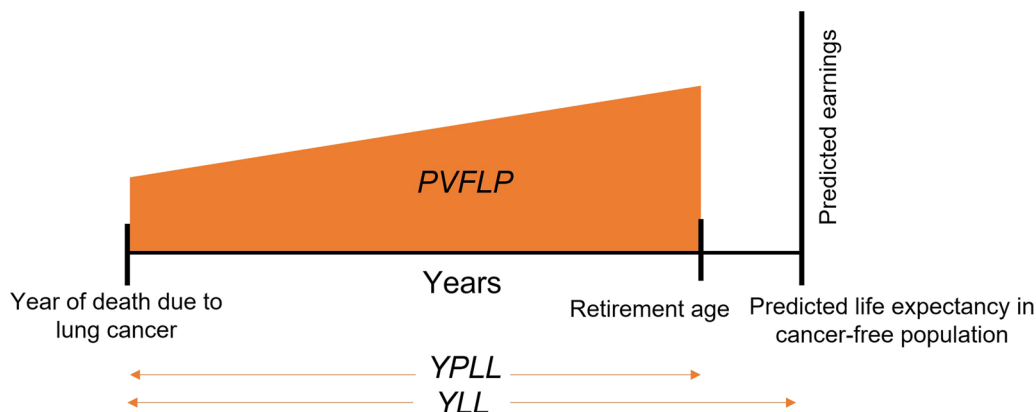 PVFLP
Predicted earnings
Years
Year of death due to
lung cancer
Retirement age
Predicted life expectancy in
cancer-free population
YPLL
YLL